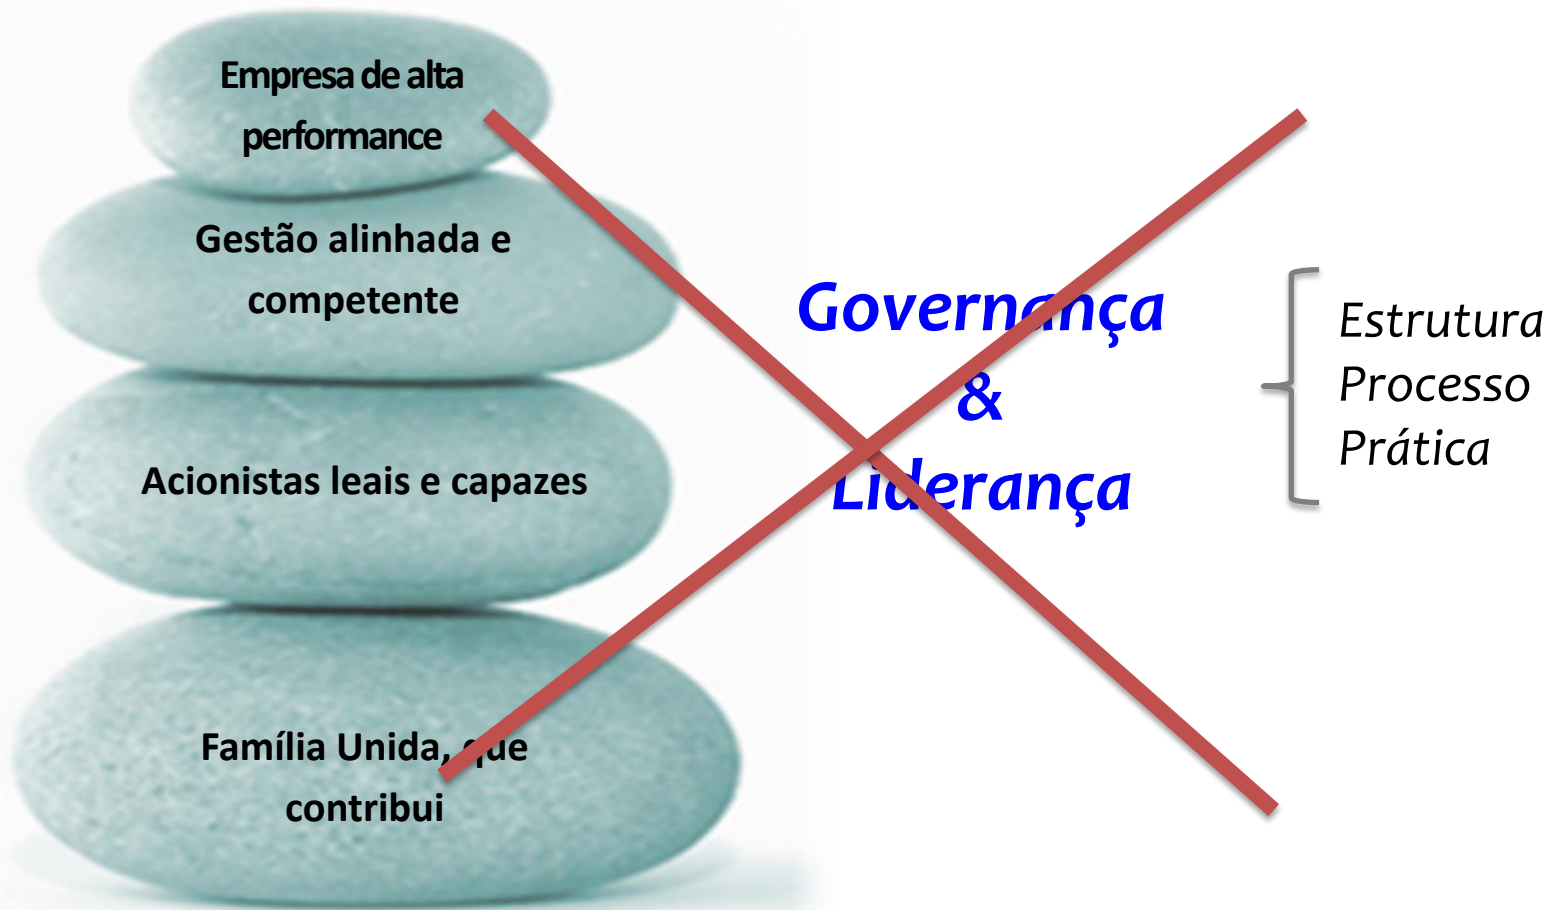 Empresa de alta
performance
Gestão alinhada e
competente
Acionistas leais e capazes
Família Unida, que
contribui
Governança
&
Liderança
Estrutura
Processo
Prática